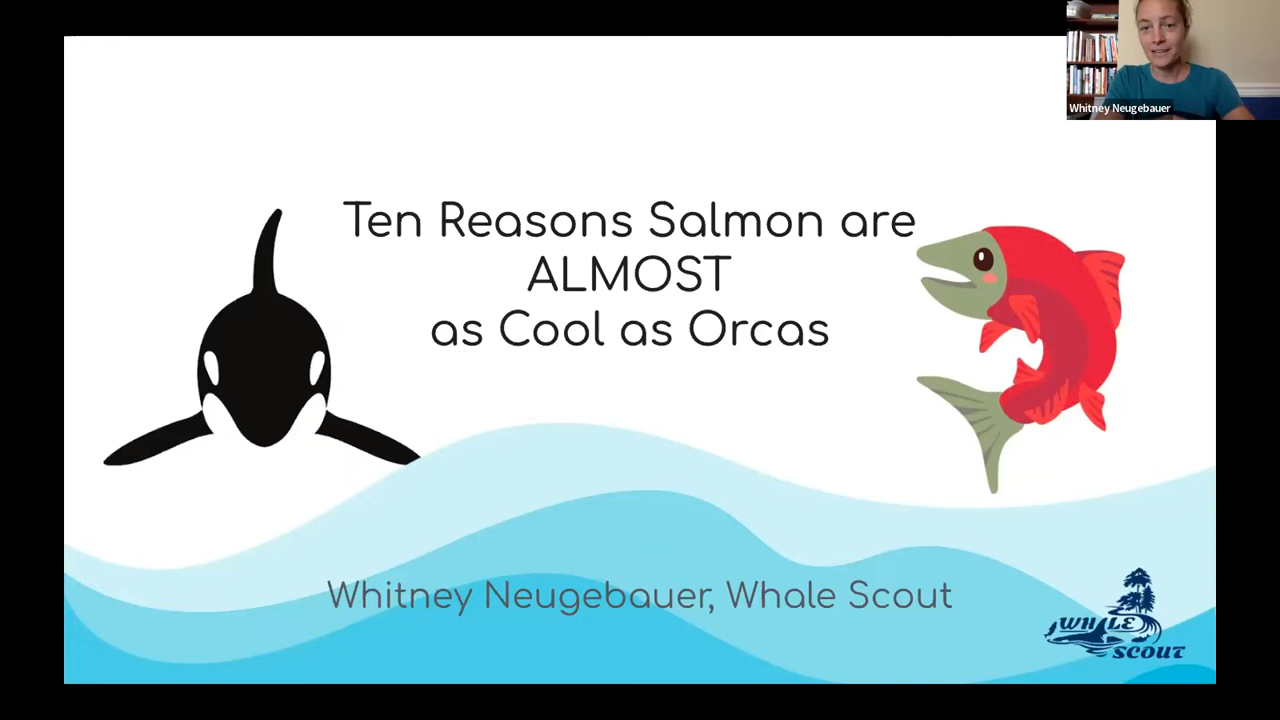 Whitney Neugebauer
Ten Reasons Salmon are
ALMOST
as Cool as Orcas
Whitney Neugebauer, Whale Scout
WHALE
SCOUT